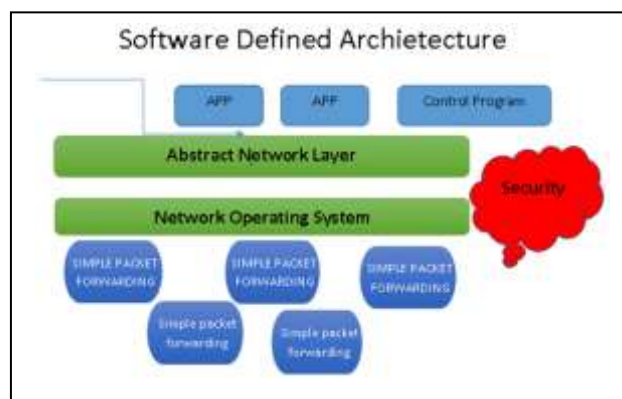 Software Defined Archietecture
APP
APP
Control Program
Abstract Network Layer
Security
Network Operating System
SIMPLE PACKET
FORWARDING
SIMPLE PACKET
FORWARDING
SIMPLE PACKET
FORWARDING
Simple packet
forwarding
Simple packet
forwarding